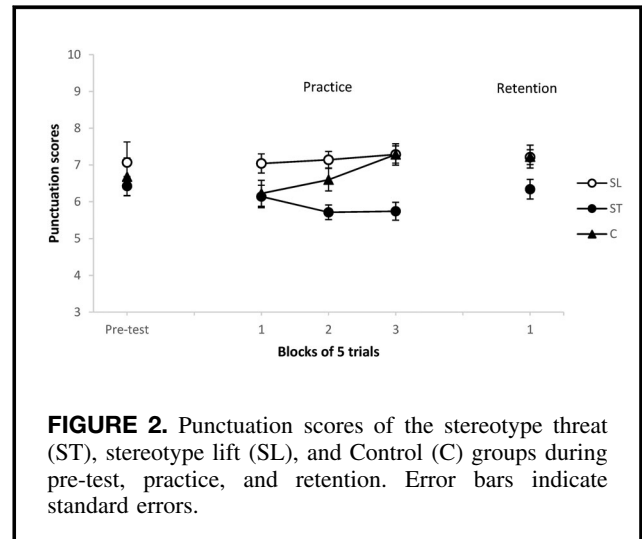 10
9
8
7
6
5
4
3
Punctuation scores
Practice
Retention
SL
ST
C
Pre-test
1
2
3
1
Blocks of 5 trials
FIGURE 2. Punctuation scores of the stereotype threat
(ST), stereotype lift (SL), and Control (C) groups during
pre-test, practice, and retention. Error bars indicate
standard errors.